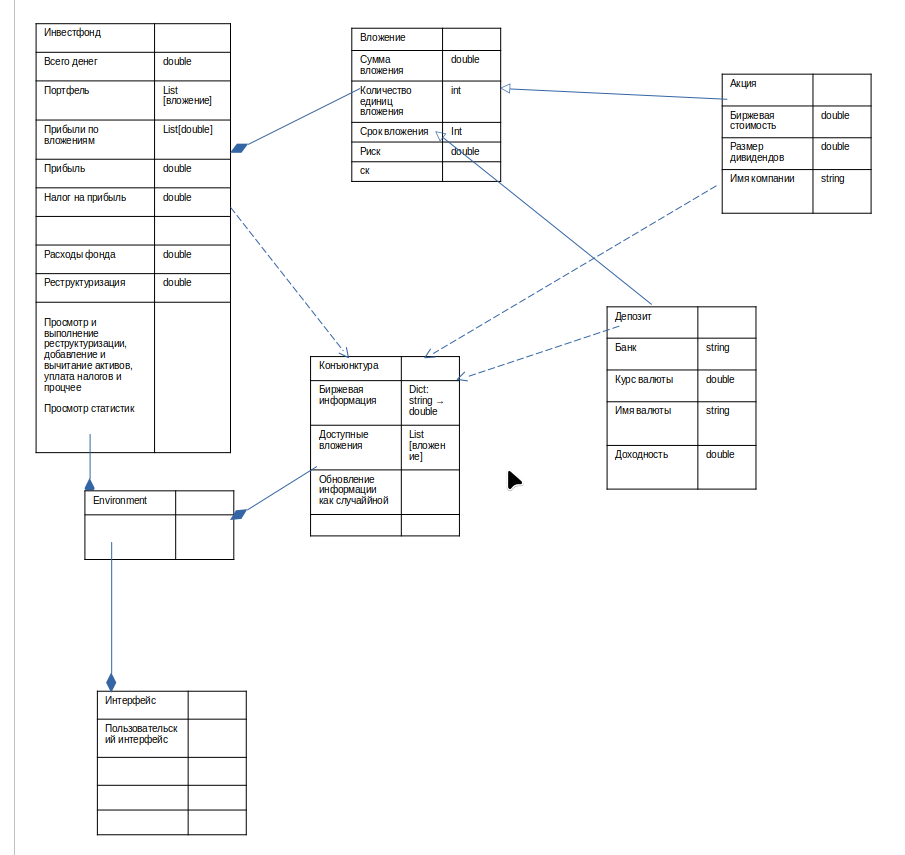 Инвестфонд
Всего денег double
Портфель List
[вложение]
Прибыли по List[double]
вложениям
Прибыль double
Налог на прибыль double
Расходы фонда double
Реструктуризация double
Просмотр и
выполнение
реструктуризации,
добавление и
вычитание активов,
уплата налогов и
процчее
Просмотр статистик
Вложение
Сумма double
вложения
Количество int
единиц
вложения
Срок вложения Int
Риск double
ск
Акция
Биржевая double
стоимость
Размер double
дивидендов
Имя компании string
Депозит
Банк string
Курс валюты double
Имя валюты string
Доходность double
Конъюнктура
Биржевая Dict:
информация string →
double
Доступные List
вложения [вложен
ие]
Обновление
информации
как случаййной
Environment
Интерфейс
Пользовательск
ий интерфейс